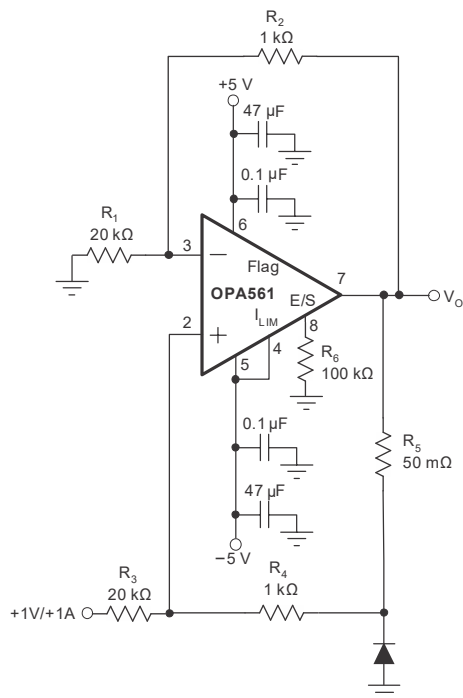 R2
1 kΩ
+5 V
47 µF
0.1 µF
R1
20 kΩ
6
3
−
Flag
7
OPA561
VO
E/S
2
+
ILIM
8
4
5
R6
100 kΩ
0.1 µF
R5
50 mΩ
47 µF
−5 V
R3
20 kΩ
R4
1 kΩ
+1V/+1A